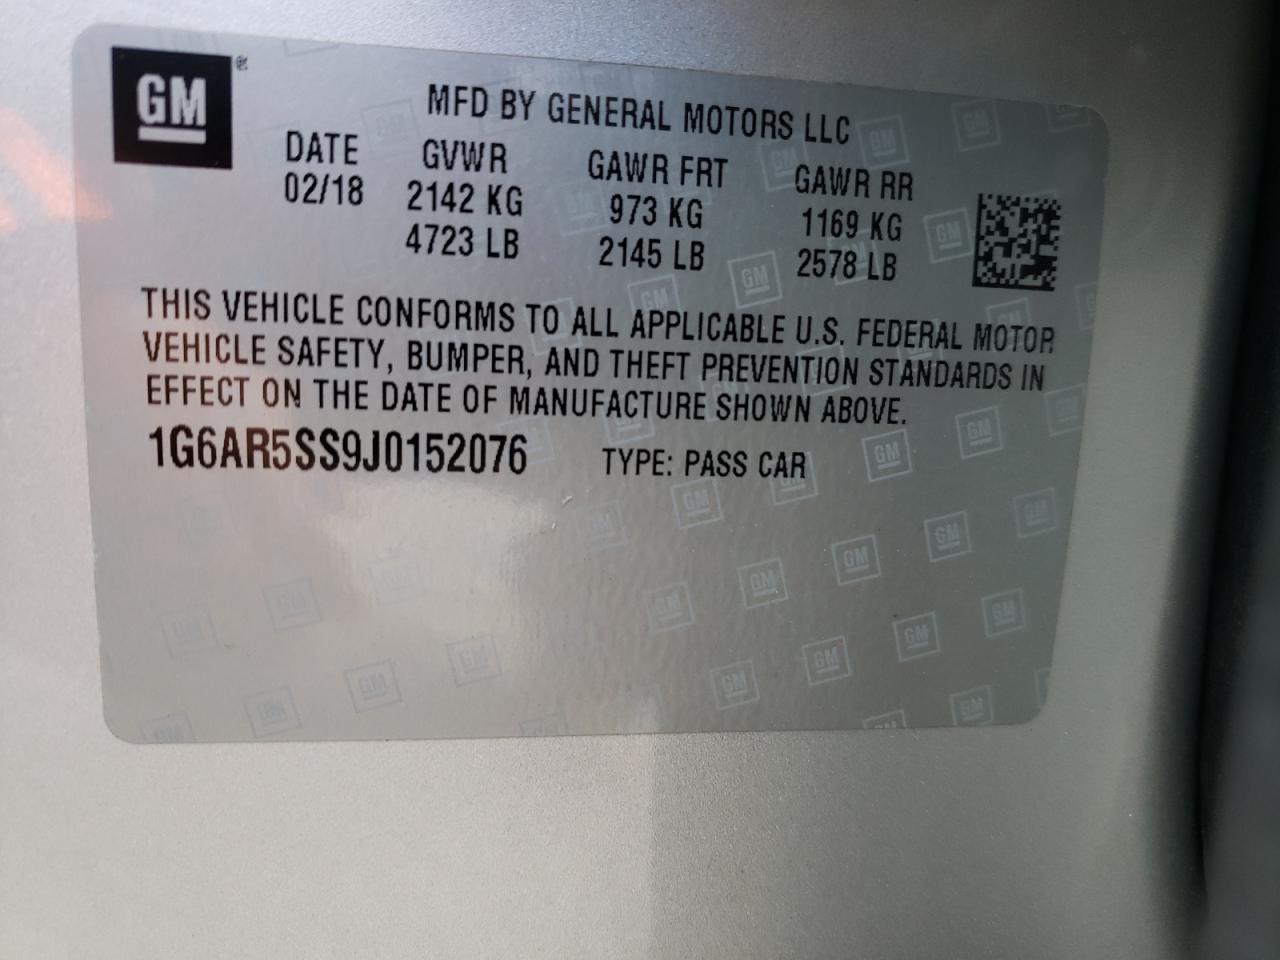 GM
MFD BY GENERAL MOTORS LLC
DATE GVWR GAWR FRT GAWR RR
02/18 2142 KG 973 KG 1169 KG
4723 LB 2145 LB 2578 LB
THIS VEHICLE CONFORMS TO ALL APPLICABLE U.S. FEDERAL MOTOR
VEHICLE SAFETY, BUMPER, AND THEFT PREVENTION STANDARDS IN
EFFECT ON THE DATE OF MANUFACTURE SHOWN ABOVE.
1G6AR5SS9J0152076 TYPE: PASS CAR